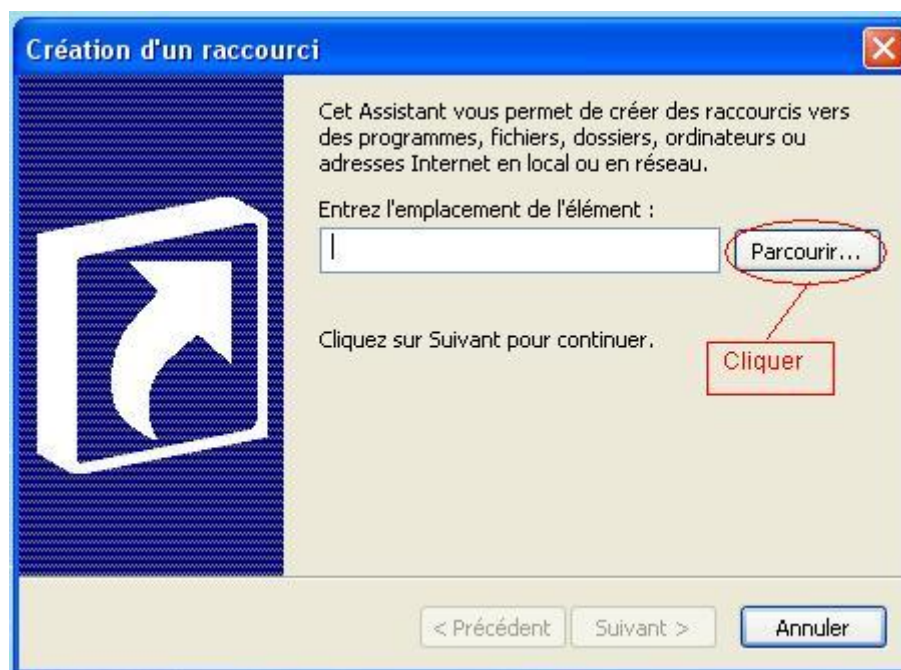 Création d'un raccourci
Cet Assistant vous permet de créer des raccourcis vers
des programmes, fichiers, dossiers, ordinateurs ou
adresses Internet en local ou en réseau.
Entrez l'emplacement de l'élément :
Parcourir...
Cliquez sur Suivant pour continuer.
Cliquer
< Précédent Suivant > Annuler